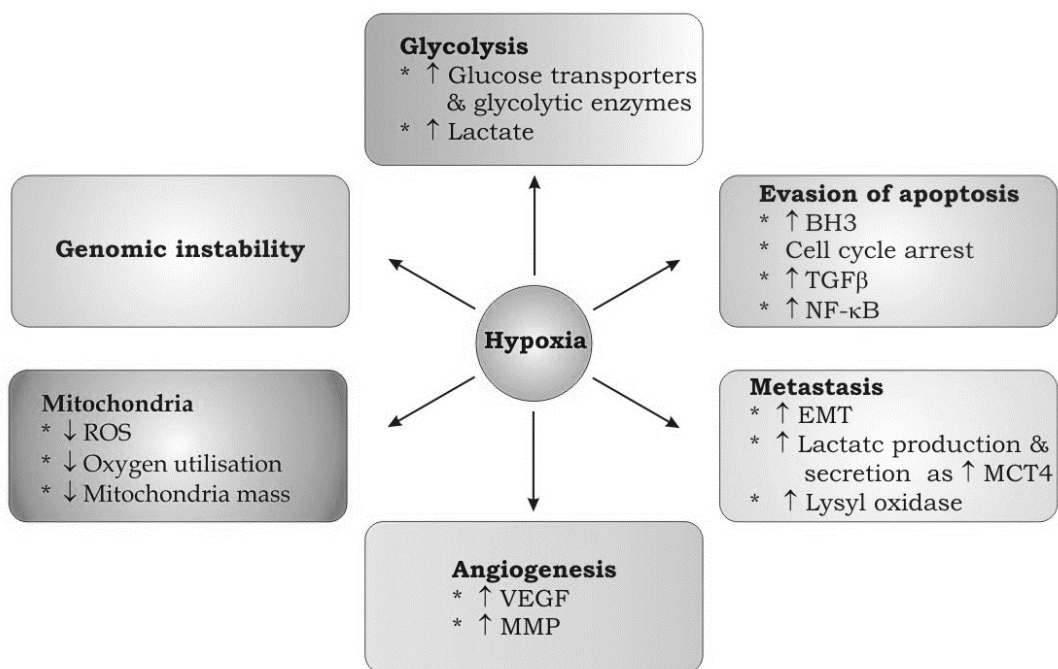 Glycolysis
* ↑ Glucose transporters
& glycolytic enzymes
* ↑ Lactate
Genomic instability
Evasion of apoptosis
* ↑ BH3
* Cell cycle arrest
* ↑ TGFβ
* ↑ NF-κB
Hypoxia
Mitochondria
* ↓ ROS
* ↓ Oxygen utilisation
* ↓ Mitochondria mass
Metastasis
* ↑ EMT
* ↑ Lactatc production &
secretion as ↑ MCT4
* ↑ Lysyl oxidase
Angiogenesis
* ↑ VEGF
* ↑ MMP